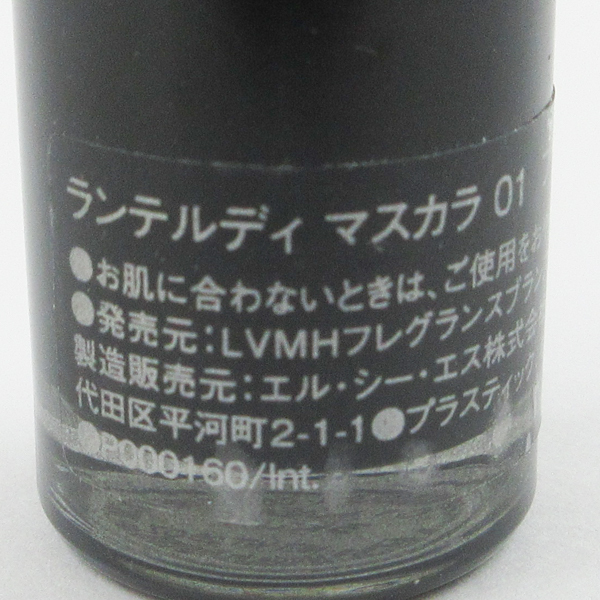 ランテルディ マスカラ 01
●お肌に合わないときは、ご使用をお
●発売元：LVMHフレグランスブラン
製造販売元：エル・シー・エス株式会
代田区平河町2-1-1●プラスティック
●P000160/Int.